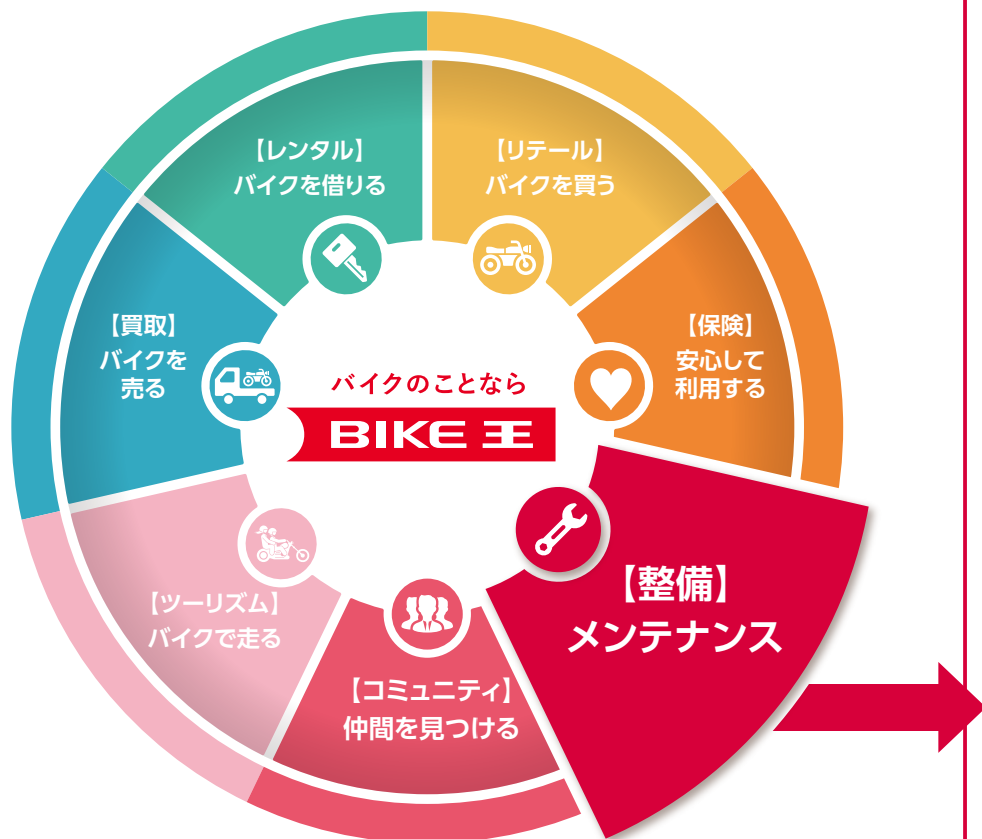 バイクのことなら
BIKE 王
【レンタル】
バイクを借りる
【リテール】
バイクを買う
【保険】
安心して
利用する
【整備】
メンテナンス
【コミュニティ】
仲間を見つける
【ツーリズム】
バイクで走る
【買取】
バイクを
売る